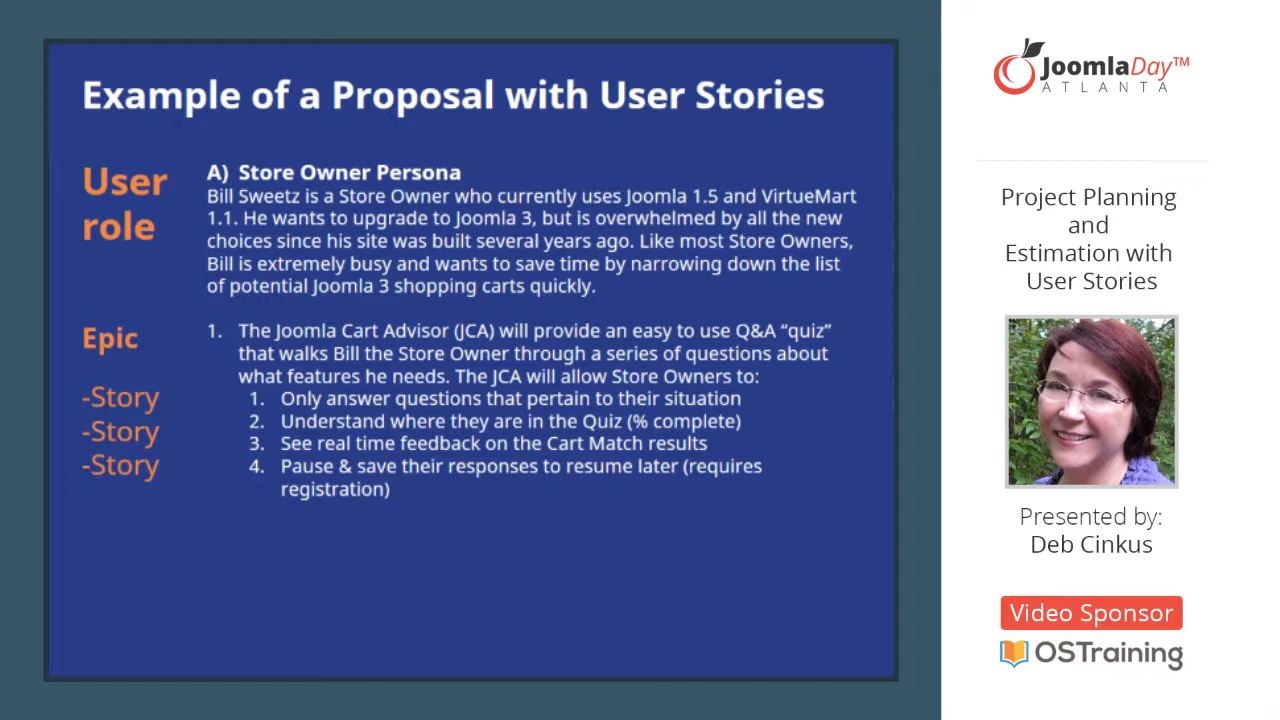 Example of a Proposal with User Stories
User
role
A) Store Owner Persona
Bill Sweetz is a Store Owner who currently uses Joomla 1.5 and VirtueMart
1.1. He wants to upgrade to Joomla 3, but is overwhelmed by all the new
choices since his site was built several years ago. Like most Store Owners,
Bill is extremely busy and wants to save time by narrowing down the list
of potential Joomla 3 shopping carts quickly.
Epic
-Story
-Story
-Story
1. The Joomla Cart Advisor (JCA) will provide an easy to use Q&A “quiz”
that walks Bill the Store Owner through a series of questions about
what features he needs. The JCA will allow Store Owners to:
1. Only answer questions that pertain to their situation
2. Understand where they are in the Quiz (% complete)
3. See real time feedback on the Cart Match results
4. Pause & save their responses to resume later (requires
registration)
JoomlaDay™
ATLANTA
Project Planning
and
Estimation with
User Stories
Presented by:
Deb Cinkus
Video Sponsor
OSTraining